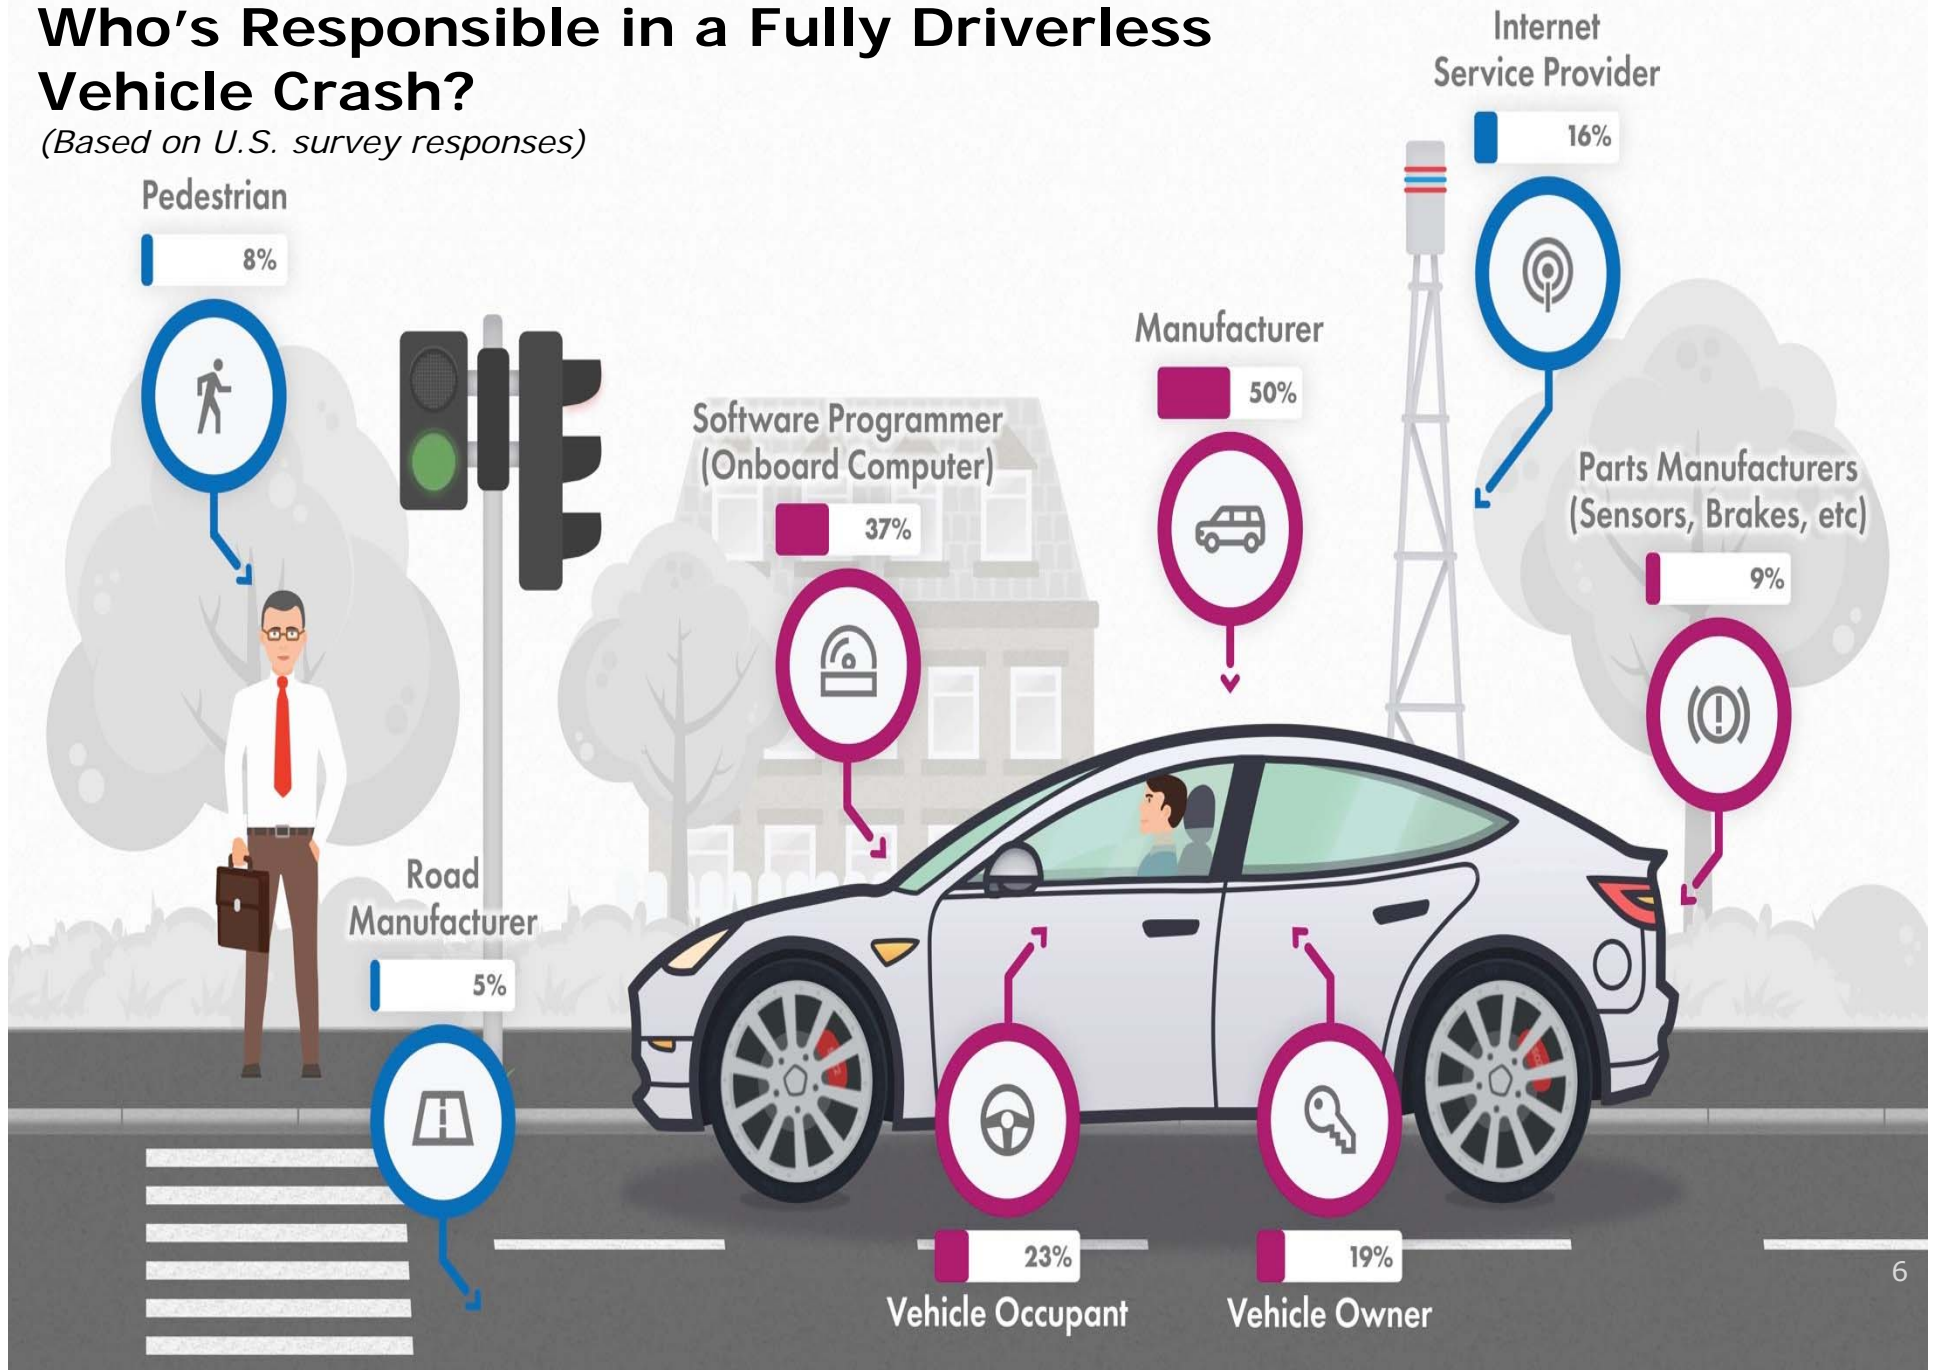 Who's Responsible in a Fully Driverless
Vehicle Crash?
(Based on U.S. survey responses)
Internet
Service Provider
16%
Pedestrian
8%
Manufacturer
50%
Software Programmer
(Onboard Computer)
37%
Parts Manufacturers
(Sensors, Brakes, etc)
9%
Road
Manufacturer
5%
23%
Vehicle Occupant
19%
Vehicle Owner
6